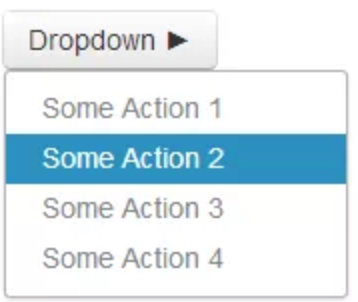 Dropdown ►
Some Action 1
Some Action 2
Some Action 3
Some Action 4